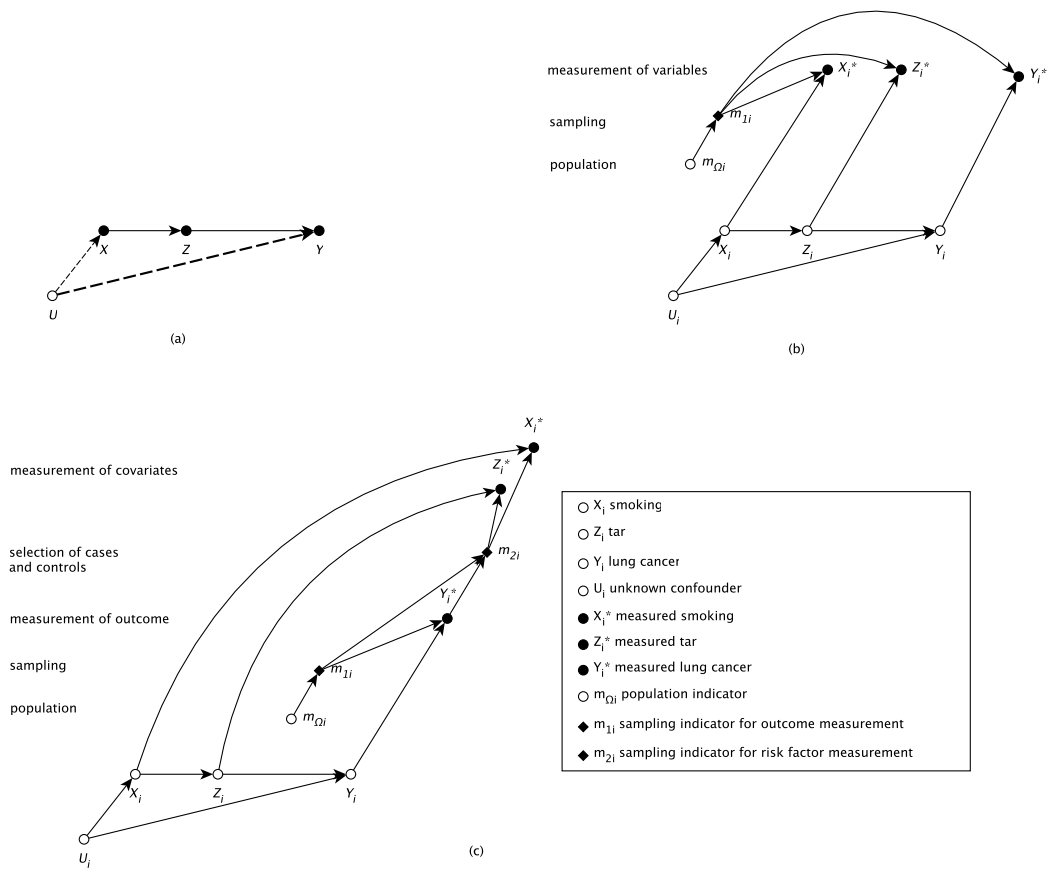 X
Z
Y
U
(a)
measurement of variables
sampling
population
X_i*
Z_i*
Y_i*
m_1i
m_Ωi
X_i
Z_i
Y_i
U_i
(b)
measurement of covariates
selection of cases
and controls
measurement of outcome
sampling
population
X_i*
Z_i*
m_2i
Y_i*
m_1i
m_Ωi
X_i
Z_i
Y_i
U_i
(c)
X_i smoking
Z_i tar
Y_i lung cancer
U_i unknown confounder
X_i* measured smoking
Z_i* measured tar
Y_i* measured lung cancer
m_Ωi population indicator
m_1i sampling indicator for outcome measurement
m_2i sampling indicator for risk factor measurement